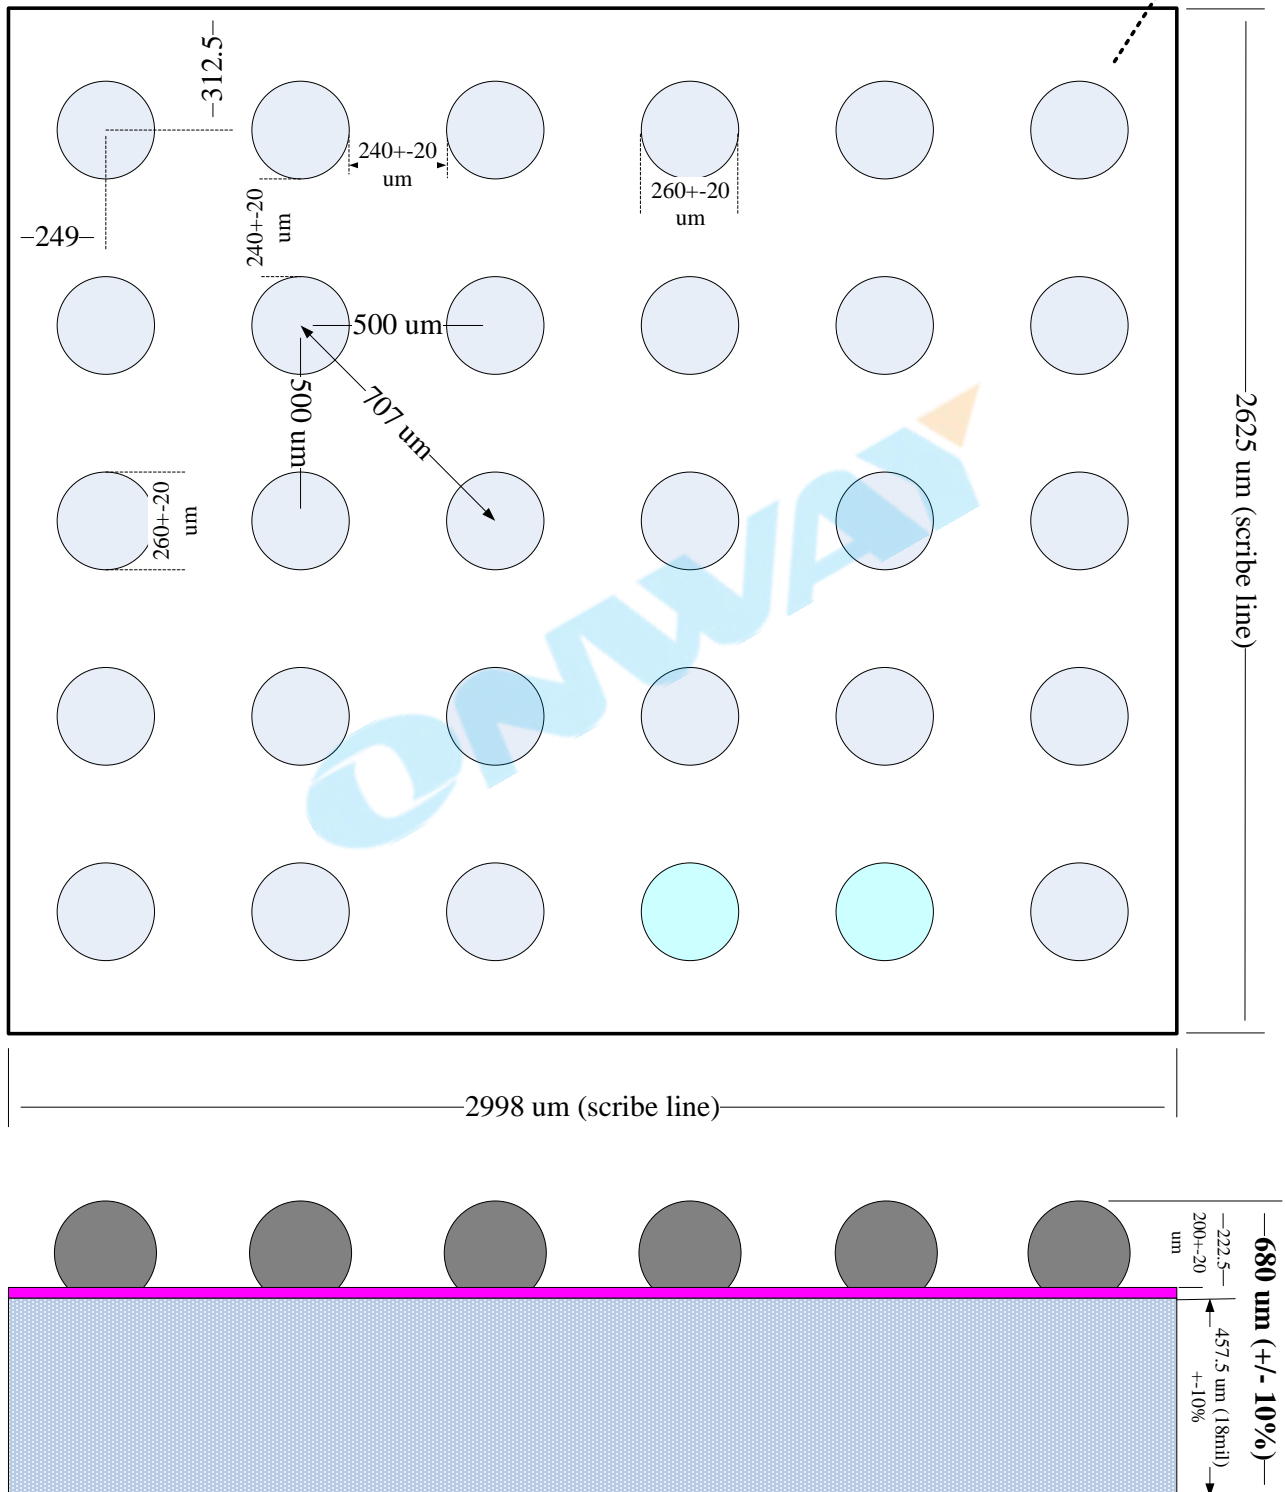 312.5
240+-20
um
260+-20
um
240+-20
um
249
500 um
500 um
707 um
260+-20
um
2625 um (scribe line)
OMWAY
2998 um (scribe line)
222.5
200+-20
um
680 um (+/- 10%)
457.5 um (18mil)
+-10%